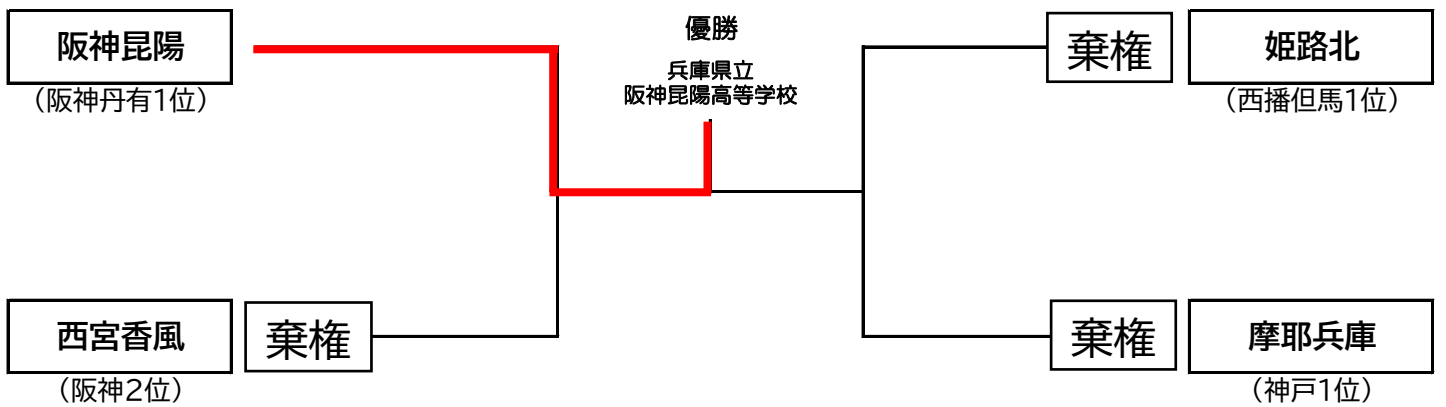 阪神昆陽
（阪神丹有1位）
優勝
兵庫県立
阪神昆陽高等学校
棄権
姫路北
（西播但馬1位）
西宮香風
棄権
（阪神2位）
棄権
摩耶兵庫
（神戸1位）